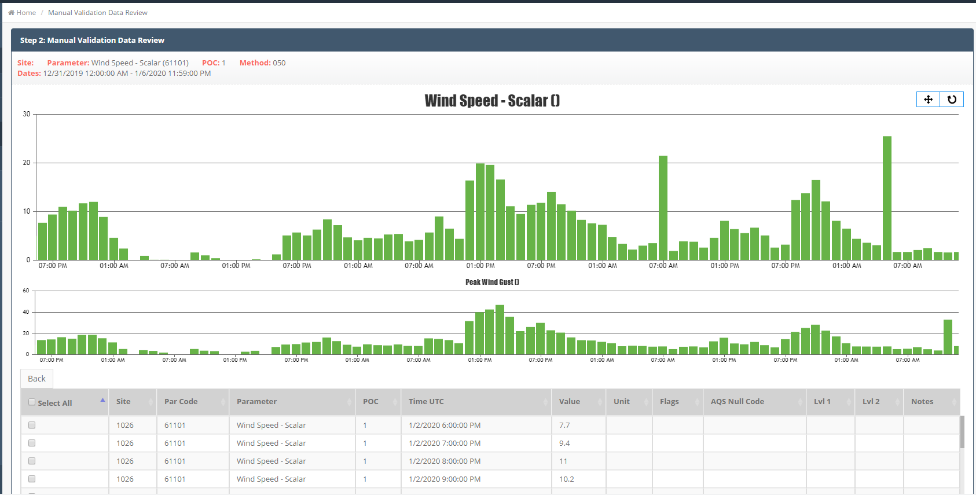 Home / Manual Validation Data Review
Step 2: Manual Validation Data Review
Site: Parameter: Wind Speed - Scalar (61101) POC: 1 Method: 050
Dates: 12/31/2019 12:00:00 AM - 1/6/2020 11:59:00 PM
Wind Speed - Scalar ()
30
20
10
0
07:00 PM 01:00 AM 07:00 AM 01:00 PM 07:00 PM 01:00 AM 07:00 AM 01:00 PM 07:00 PM 01:00 AM 07:00 AM 01:00 PM 07:00 PM 01:00 AM 07:00 AM
Peak Wind Gust ()
60
40
20
0
07:00 PM 01:00 AM 07:00 AM 01:00 PM 07:00 PM 01:00 AM 07:00 AM 01:00 PM 07:00 PM 01:00 AM 07:00 AM 01:00 PM 07:00 PM 01:00 AM 07:00 AM
Back
Select All Site Par Code Parameter POC Time UTC Value Unit Flags AQS Null Code Lvl 1 Lvl 2 Notes
1026 61101 Wind Speed - Scalar 1 1/2/2020 6:00:00 PM 7.7
1026 61101 Wind Speed - Scalar 1 1/2/2020 7:00:00 PM 9.4
1026 61101 Wind Speed - Scalar 1 1/2/2020 8:00:00 PM 11
1026 61101 Wind Speed - Scalar 1 1/2/2020 9:00:00 PM 10.2